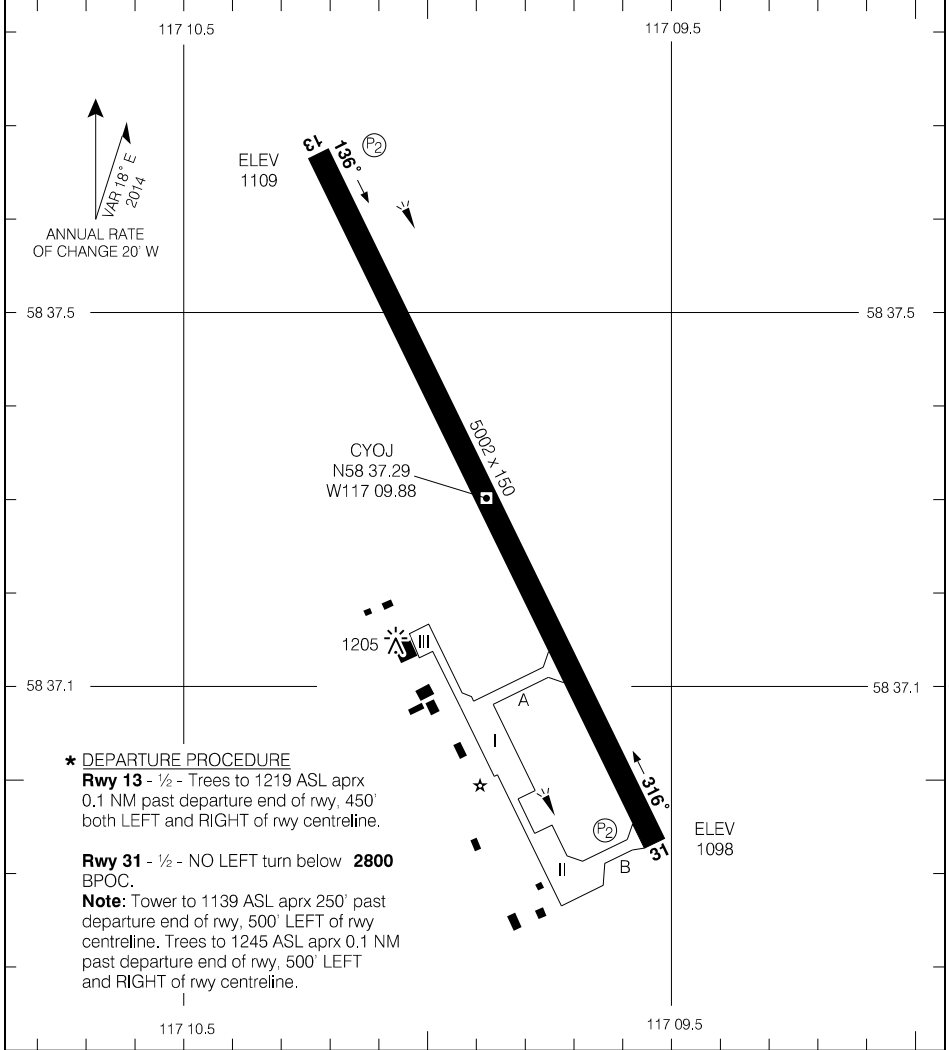 117 10.5
117 09.5
VAR 18° E
2014
ANNUAL RATE
OF CHANGE 20' W
ELEV
1109
13
136°
P2
58 37.5
58 37.5
5002 x 150
CYOJ
N58 37.29
W117 09.88
1205
III
58 37.1
58 37.1
A
I
* DEPARTURE PROCEDURE
Rwy 13 - ½ - Trees to 1219 ASL aprx
0.1 NM past departure end of rwy, 450'
both LEFT and RIGHT of rwy centreline.
Rwy 31 - ½ - NO LEFT turn below 2800
BPOC.
Note: Tower to 1139 ASL aprx 250' past
departure end of rwy, 500' LEFT of rwy
centreline. Trees to 1245 ASL aprx 0.1 NM
past departure end of rwy, 500' LEFT
and RIGHT of rwy centreline.
316°
P2
31
ELEV
1098
II
B
117 10.5
117 09.5